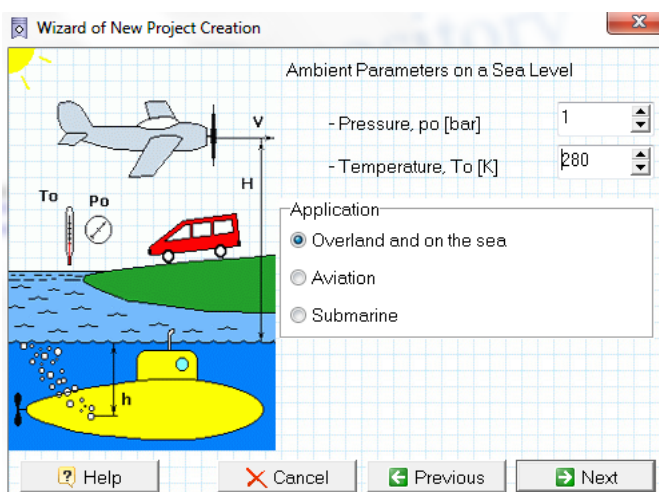 Wizard of New Project Creation
Ambient Parameters on a Sea Level
- Pressure, po [bar]
1
- Temperature, To [K]
280
V
H
To
Po
Application
Overland and on the sea
Aviation
Submarine
h
Help
Cancel
Previous
Next